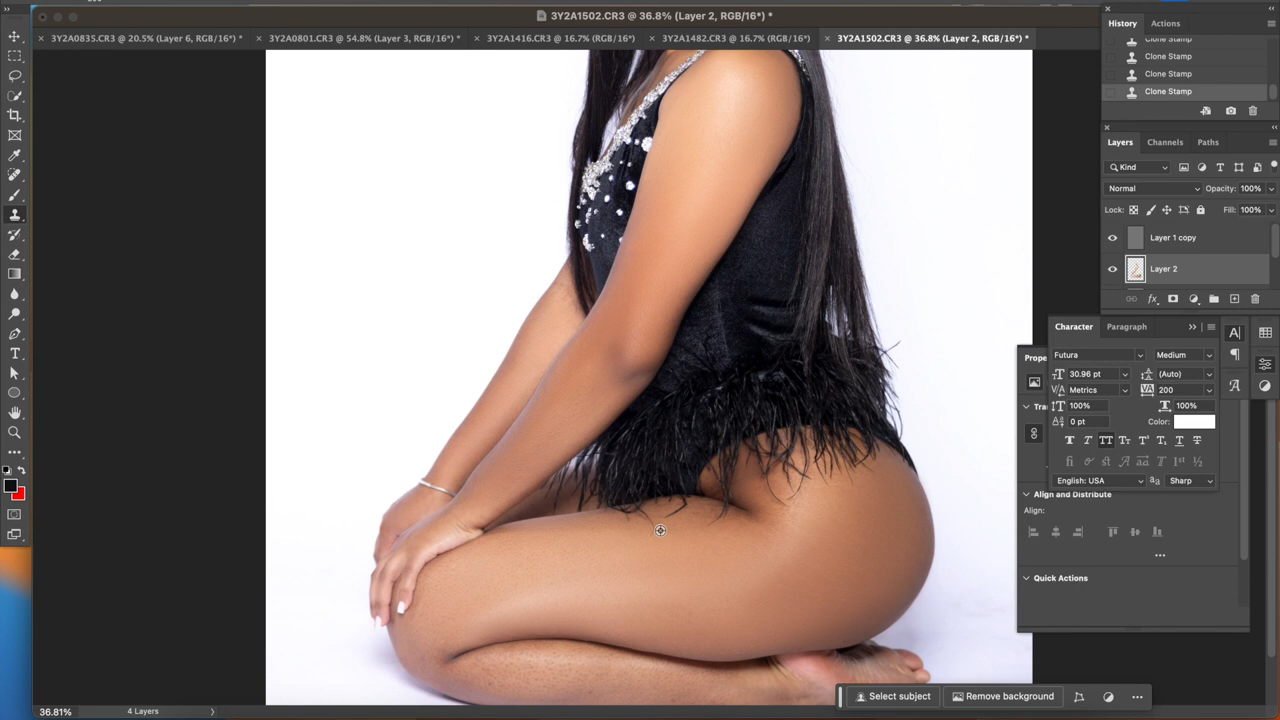 3Y2A1502.CR3 @ 36.8% (Layer 2, RGB/16*) *
3Y2A0835.CR3 @ 20.5% (Layer 6, RGB/16*) *
3Y2A0801.CR3 @ 54.8% (Layer 3, RGB/16*) *
3Y2A1416.CR3 @ 16.7% (RGB/16*)
3Y2A1482.CR3 @ 16.7% (RGB/16*)
3Y2A1502.CR3 @ 36.8% (Layer 2, RGB/16*) *
History
Actions
Clone Stamp
Clone Stamp
Clone Stamp
Clone Stamp
Layers
Channels
Paths
Kind
Normal
Opacity: 100%
Lock:
Fill: 100%
Layer 1 copy
Layer 2
fx
Character
Paragraph
Prope
Futura
Medium
30.96 pt
(Auto)
Metrics
200
100%
100%
Tra
0 pt
Color:
English: USA
Sharp
Align and Distribute
Align:
Quick Actions
Select subject
Remove background
36.81%
4 Layers